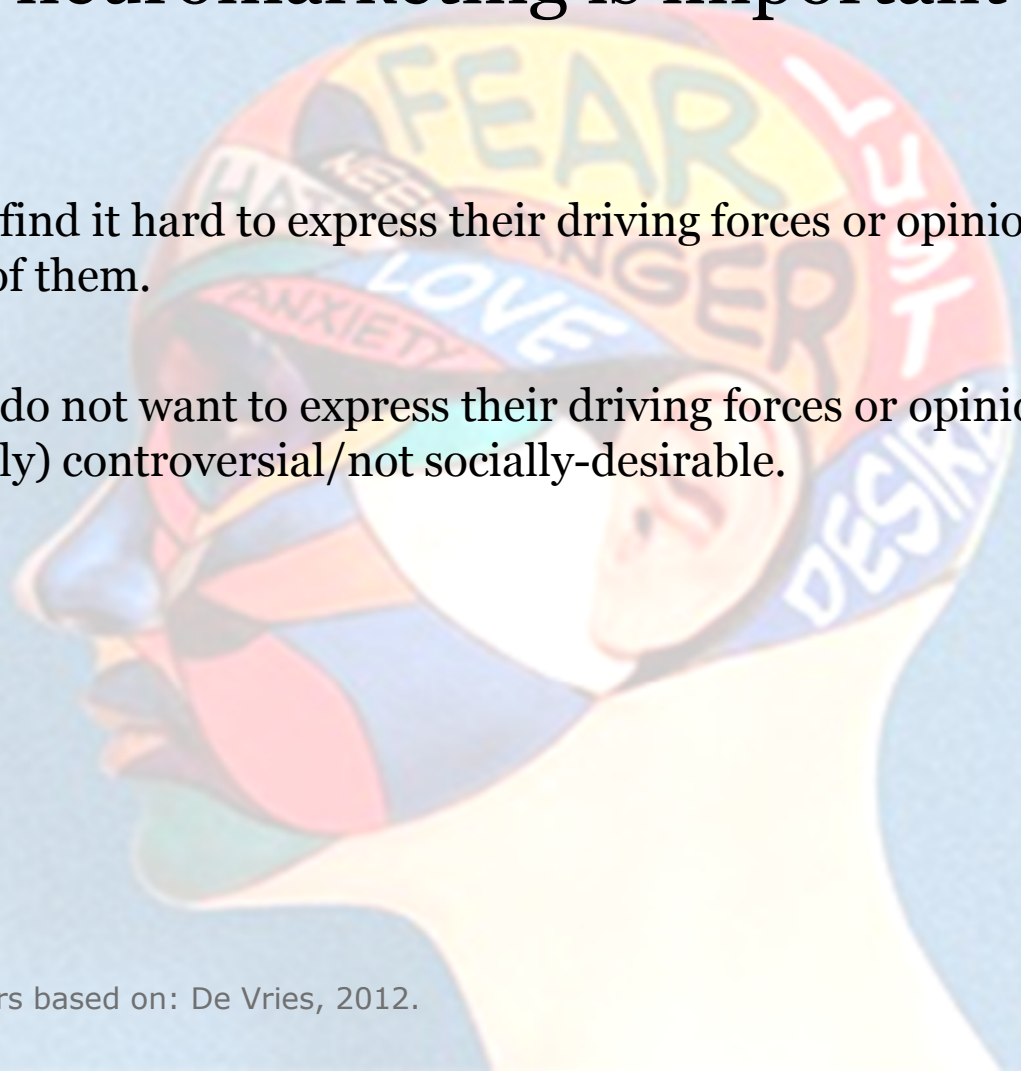 neuromarketing is important
find it hard to express their driving forces or opinio
of them.
do not want to express their driving forces or opinio
ly) controversial/not socially-desirable.
FEAR
LUST
NEE
ANGER
LOVE
ANXIETY
DESIRE
rs based on: De Vries, 2012.